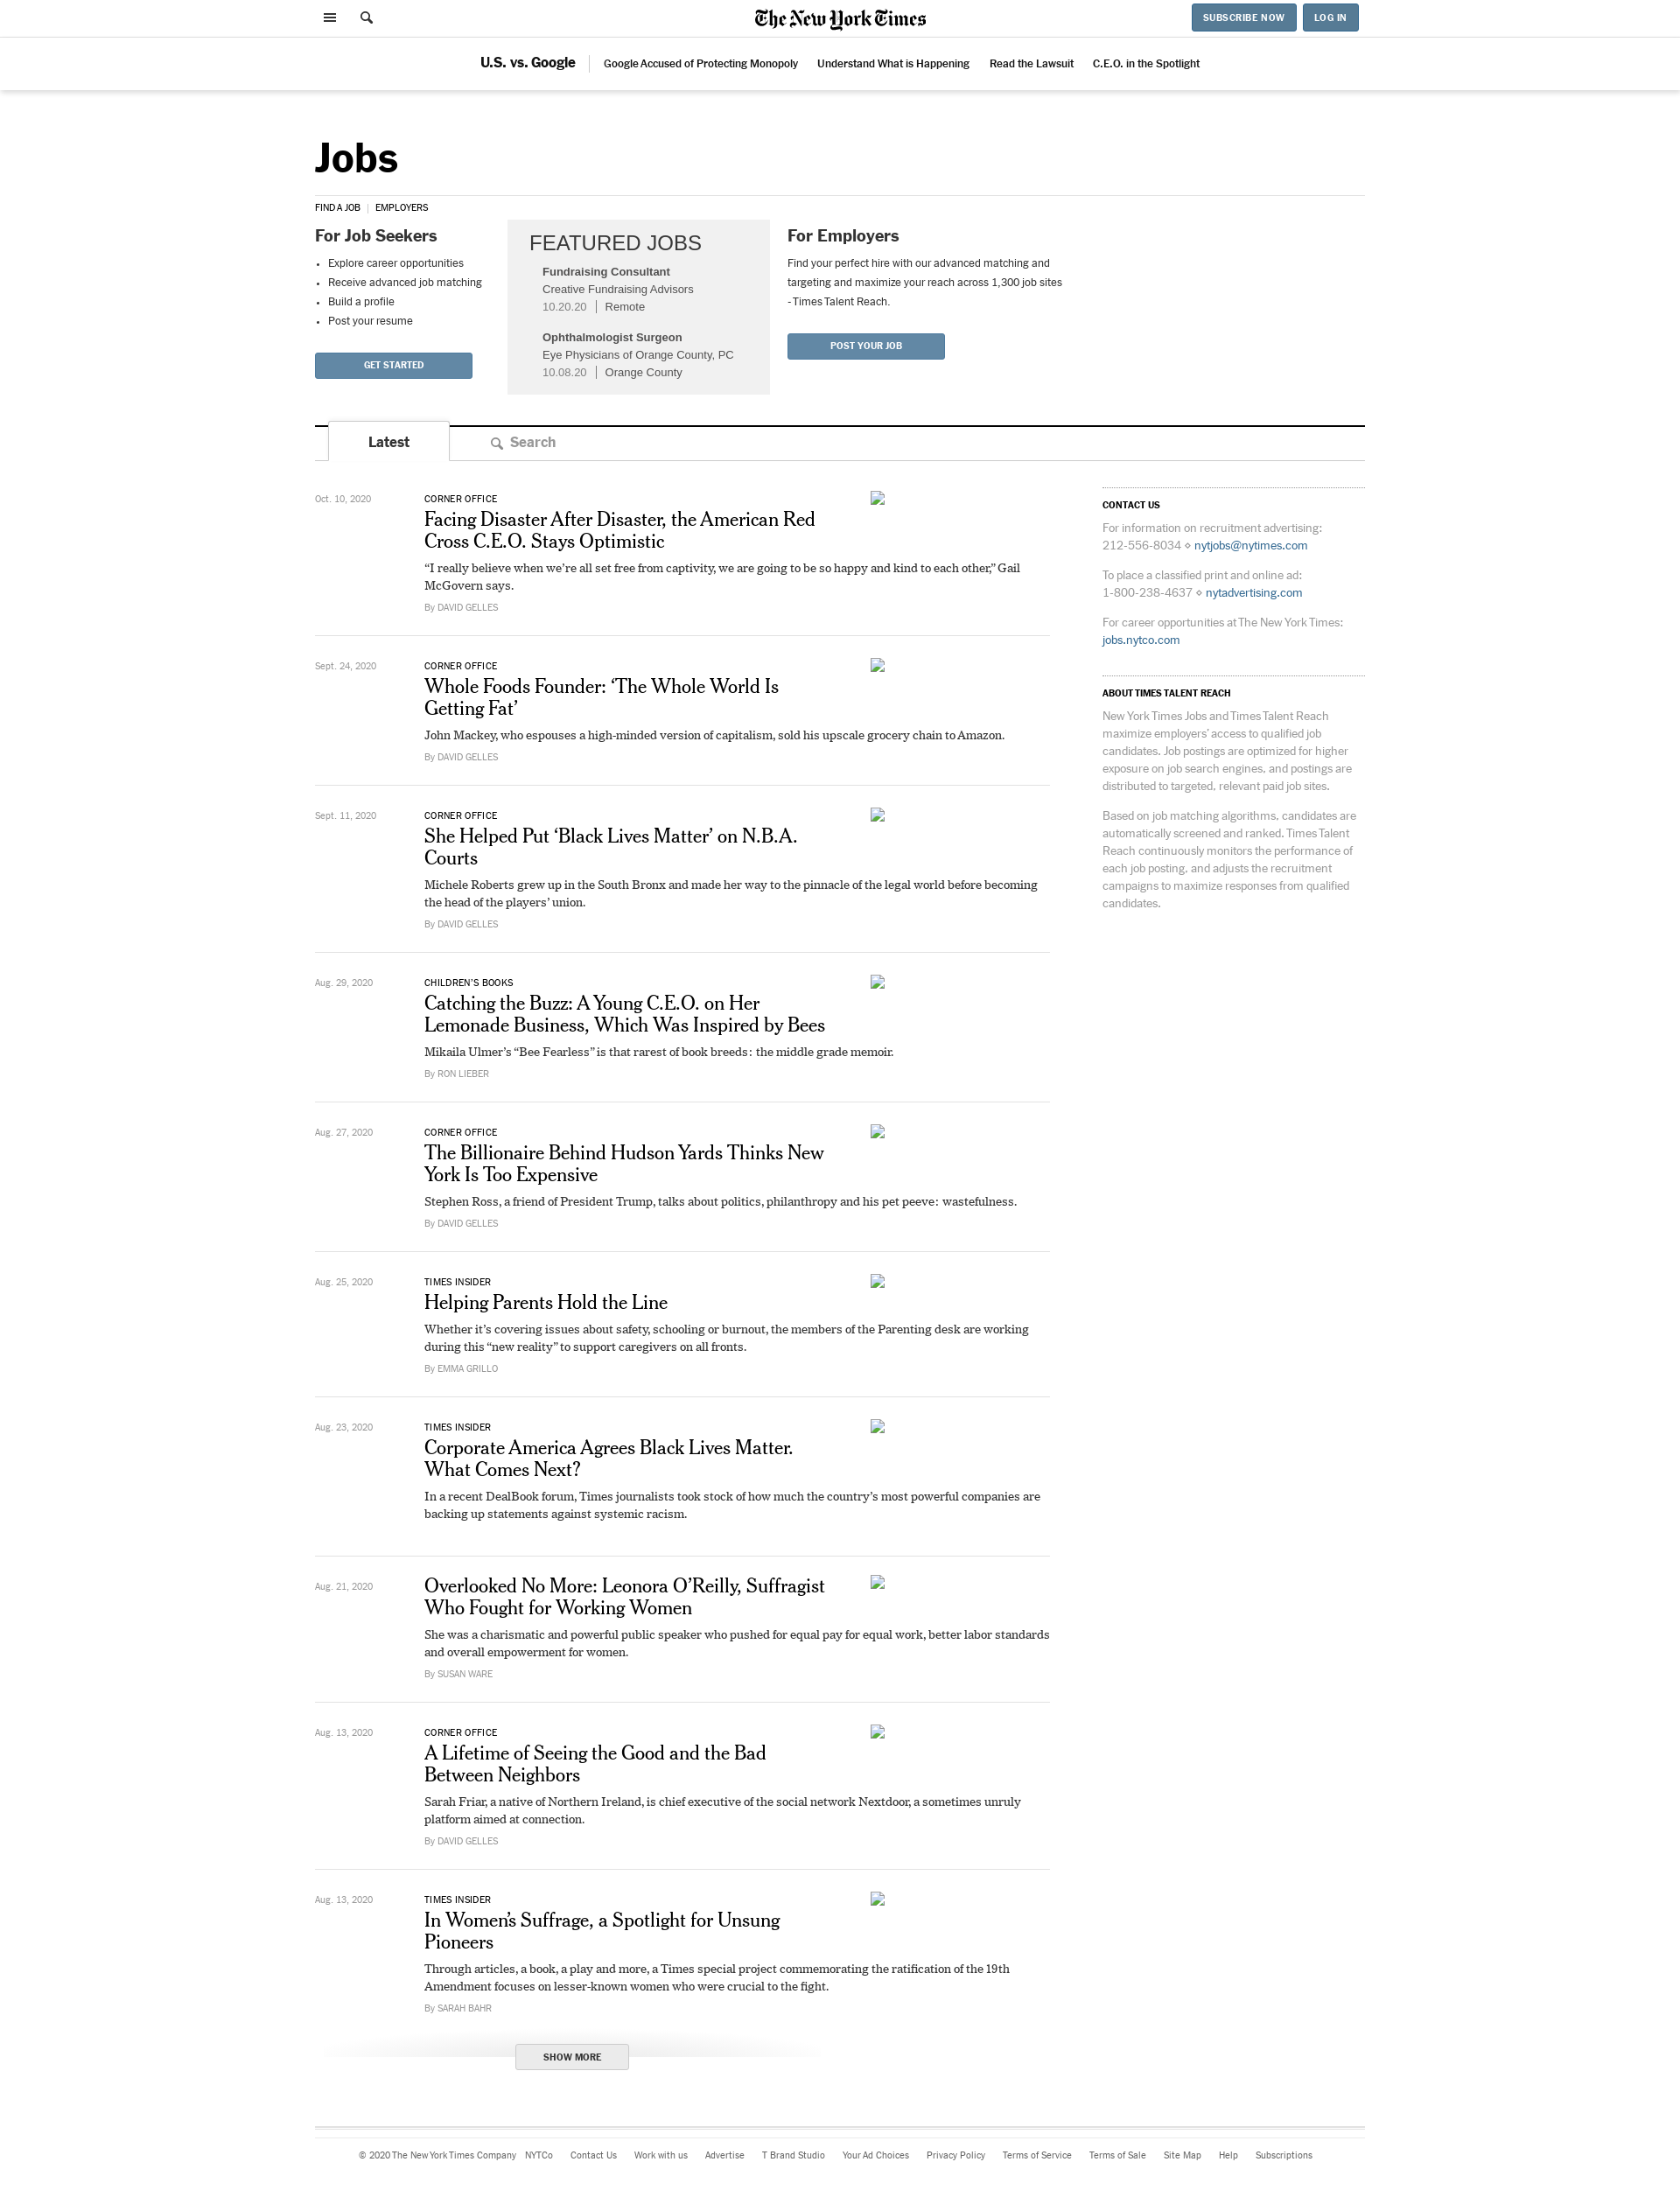 The New York Times
SUBSCRIBE NOW
LOG IN
U.S. vs. Google
Google Accused of Protecting Monopoly
Understand What is Happening
Read the Lawsuit
C.E.O. in the Spotlight
Jobs
FIND A JOB | EMPLOYERS
For Job Seekers
• Explore career opportunities
• Receive advanced job matching
• Build a profile
• Post your resume
GET STARTED
FEATURED JOBS
Fundraising Consultant
Creative Fundraising Advisors
10.20.20 | Remote
Ophthalmologist Surgeon
Eye Physicians of Orange County, PC
10.08.20 | Orange County
For Employers
Find your perfect hire with our advanced matching and
targeting and maximize your reach across 1,300 job sites
- Times Talent Reach.
POST YOUR JOB
Latest
Search
Oct. 10, 2020
CORNER OFFICE
Facing Disaster After Disaster, the American Red
Cross C.E.O. Stays Optimistic
“I really believe when we’re all set free from captivity, we are going to be so happy and kind to each other,” Gail
McGovern says.
By DAVID GELLES
Sept. 24, 2020
CORNER OFFICE
Whole Foods Founder: ‘The Whole World Is
Getting Fat’
John Mackey, who espouses a high-minded version of capitalism, sold his upscale grocery chain to Amazon.
By DAVID GELLES
Sept. 11, 2020
CORNER OFFICE
She Helped Put ‘Black Lives Matter’ on N.B.A.
Courts
Michele Roberts grew up in the South Bronx and made her way to the pinnacle of the legal world before becoming
the head of the players’ union.
By DAVID GELLES
Aug. 29, 2020
CHILDREN’S BOOKS
Catching the Buzz: A Young C.E.O. on Her
Lemonade Business, Which Was Inspired by Bees
Mikaila Ulmer’s “Bee Fearless” is that rarest of book breeds: the middle grade memoir.
By RON LIEBER
Aug. 27, 2020
CORNER OFFICE
The Billionaire Behind Hudson Yards Thinks New
York Is Too Expensive
Stephen Ross, a friend of President Trump, talks about politics, philanthropy and his pet peeve: wastefulness.
By DAVID GELLES
Aug. 25, 2020
TIMES INSIDER
Helping Parents Hold the Line
Whether it’s covering issues about safety, schooling or burnout, the members of the Parenting desk are working
during this “new reality” to support caregivers on all fronts.
By EMMA GRILLO
Aug. 23, 2020
TIMES INSIDER
Corporate America Agrees Black Lives Matter.
What Comes Next?
In a recent DealBook forum, Times journalists took stock of how much the country’s most powerful companies are
backing up statements against systemic racism.
Aug. 21, 2020
Overlooked No More: Leonora O’Reilly, Suffragist
Who Fought for Working Women
She was a charismatic and powerful public speaker who pushed for equal pay for equal work, better labor standards
and overall empowerment for women.
By SUSAN WARE
Aug. 13, 2020
CORNER OFFICE
A Lifetime of Seeing the Good and the Bad
Between Neighbors
Sarah Friar, a native of Northern Ireland, is chief executive of the social network Nextdoor, a sometimes unruly
platform aimed at connection.
By DAVID GELLES
Aug. 13, 2020
TIMES INSIDER
In Women’s Suffrage, a Spotlight for Unsung
Pioneers
Through articles, a book, a play and more, a Times special project commemorating the ratification of the 19th
Amendment focuses on lesser-known women who were crucial to the fight.
By SARAH BAHR
SHOW MORE
CONTACT US
For information on recruitment advertising:
212-556-8034 ⋄ nytjobs@nytimes.com
To place a classified print and online ad:
1-800-238-4637 ⋄ nytadvertising.com
For career opportunities at The New York Times:
jobs.nytco.com
ABOUT TIMES TALENT REACH
New York Times Jobs and Times Talent Reach
maximize employers’ access to qualified job
candidates. Job postings are optimized for higher
exposure on job search engines, and postings are
distributed to targeted, relevant paid job sites.
Based on job matching algorithms, candidates are
automatically screened and ranked. Times Talent
Reach continuously monitors the performance of
each job posting, and adjusts the recruitment
campaigns to maximize responses from qualified
candidates.
© 2020 The New York Times Company NYTCo Contact Us Work with us Advertise T Brand Studio Your Ad Choices Privacy Policy Terms of Service Terms of Sale Site Map Help Subscriptions